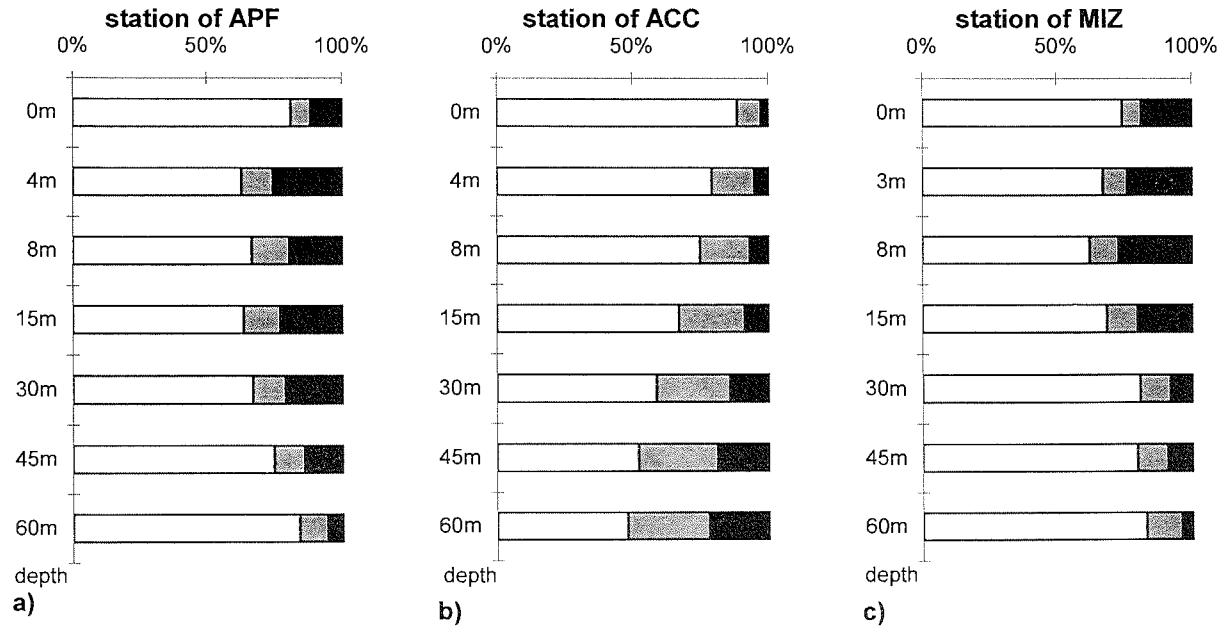 station of APF
0% 50% 100%
0m
4m
8m
15m
30m
45m
60m
depth
a)
station of ACC
0% 50% 100%
0m
4m
8m
15m
30m
45m
60m
b)
station of MIZ
0% 50% 100%
0m
3m
8m
15m
30m
45m
60m
c)